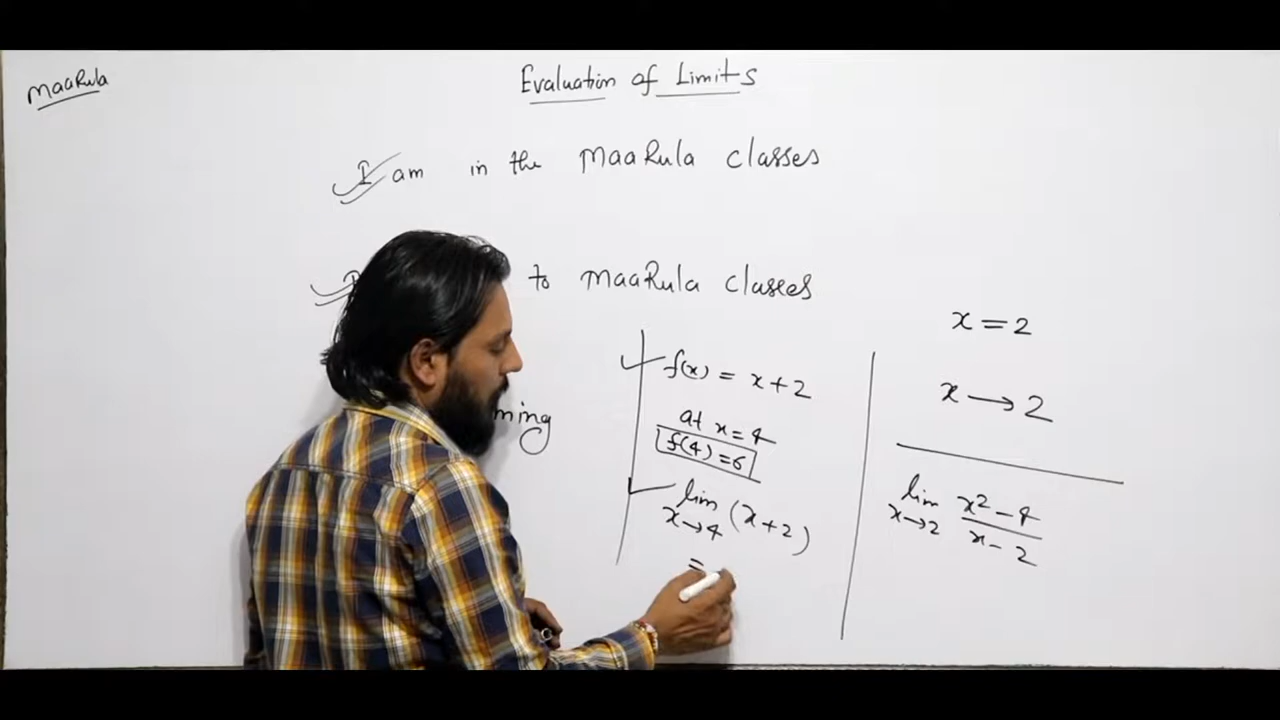 MaaRula
Evaluation of Limits
I am in the MaaRula classes
to MaaRula classes
ming
f(x) = x+2
at x=4
f(4)=6
lim x→4 (x+2)
=
x=2
x→2
lim x→2 x²-4 / x-2